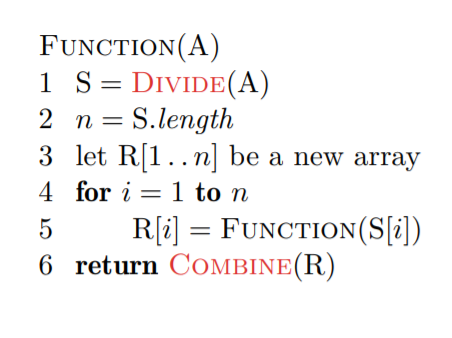 FUNCTION(A)
1 S = DIVIDE(A)
2 n = S.length
3 let R[1 . . n] be a new array
4 for i = 1 to n
5 R[i] = FUNCTION(S[i])
6 return COMBINE(R)